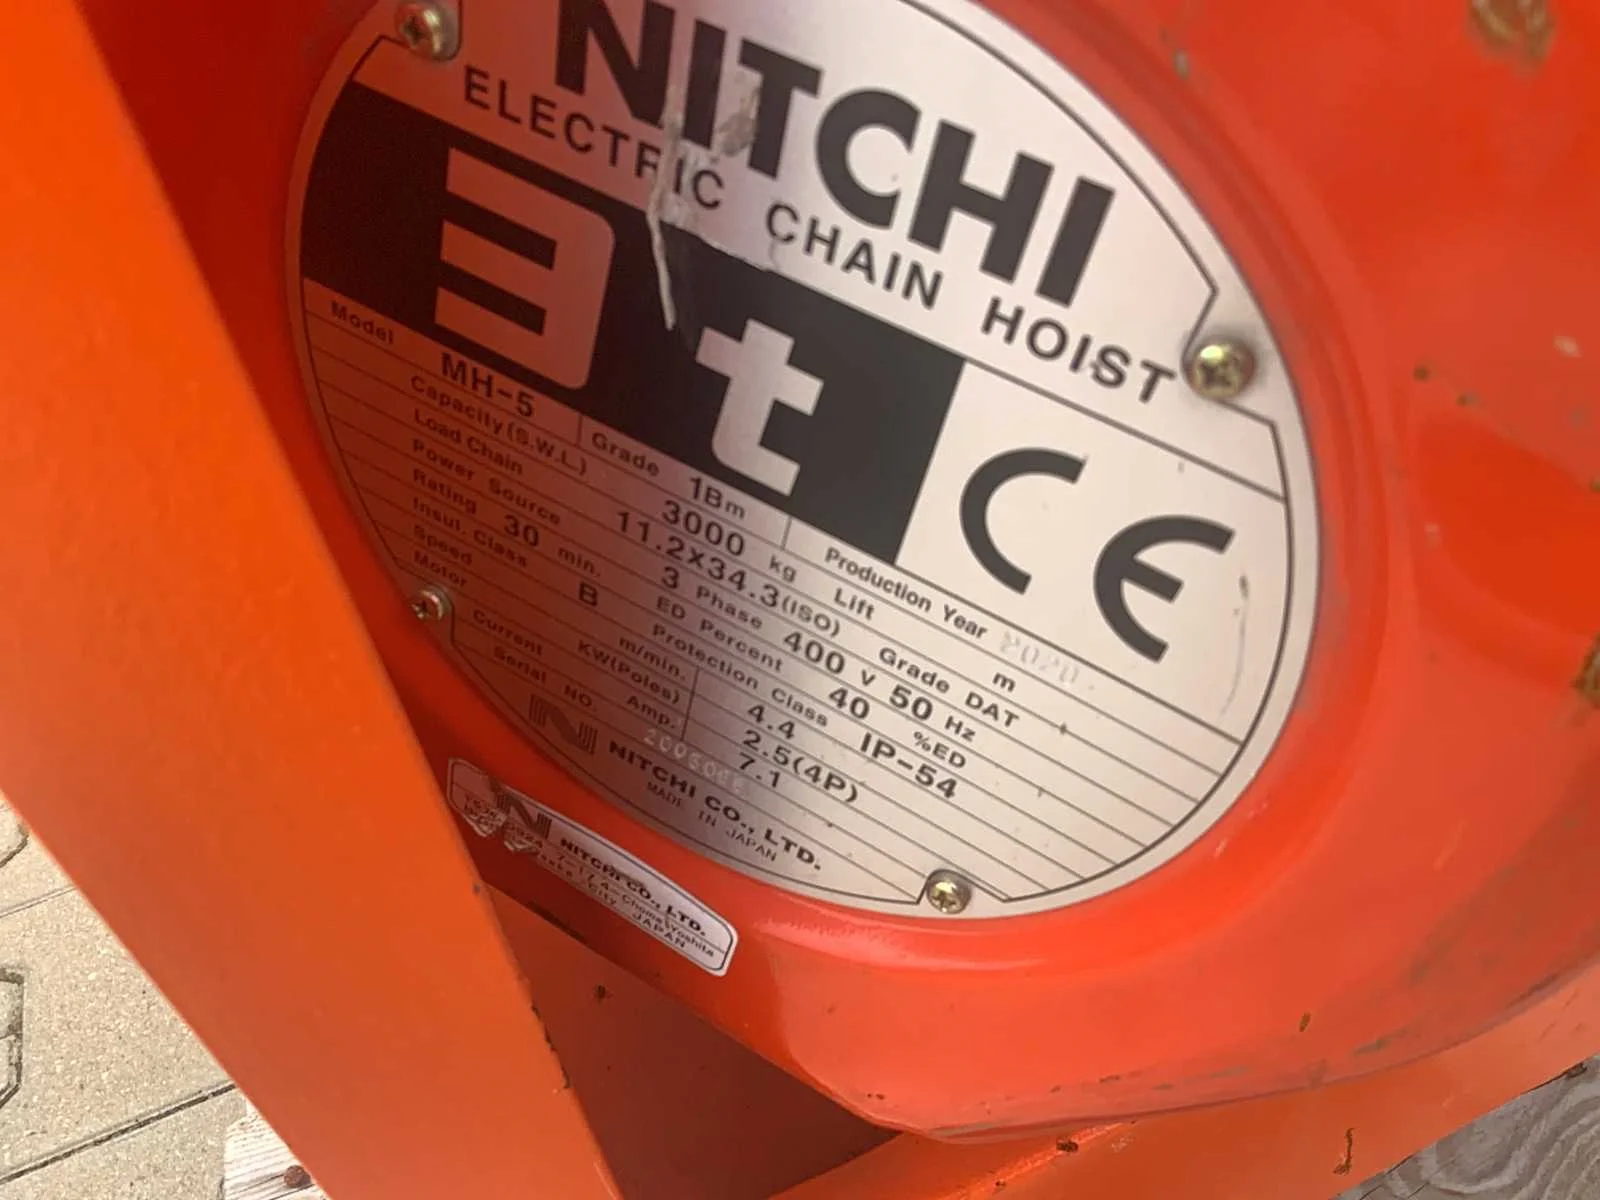 NITCHI
ELECTRIC CHAIN HOIST
3 t
CE
Model MH-5 Grade 1Bm Production Year 2020
Capacity (S.W.L.) 3000 kg Lift m
Load Chain 11.2X34.3(ISO) Grade DAT
Power Source 3 Phase 400 V 50 Hz
Rating 30 min. ED Percent 40 %ED
Insul. Class B Protection Class IP-54
Speed m/min. 4.4
Motor KW(Poles) 2.5(4P)
Current Amp. 7.1
Serial NO.
NITCHI CO., LTD.
MADE IN JAPAN
NITCHI CO., LTD.
JAPAN